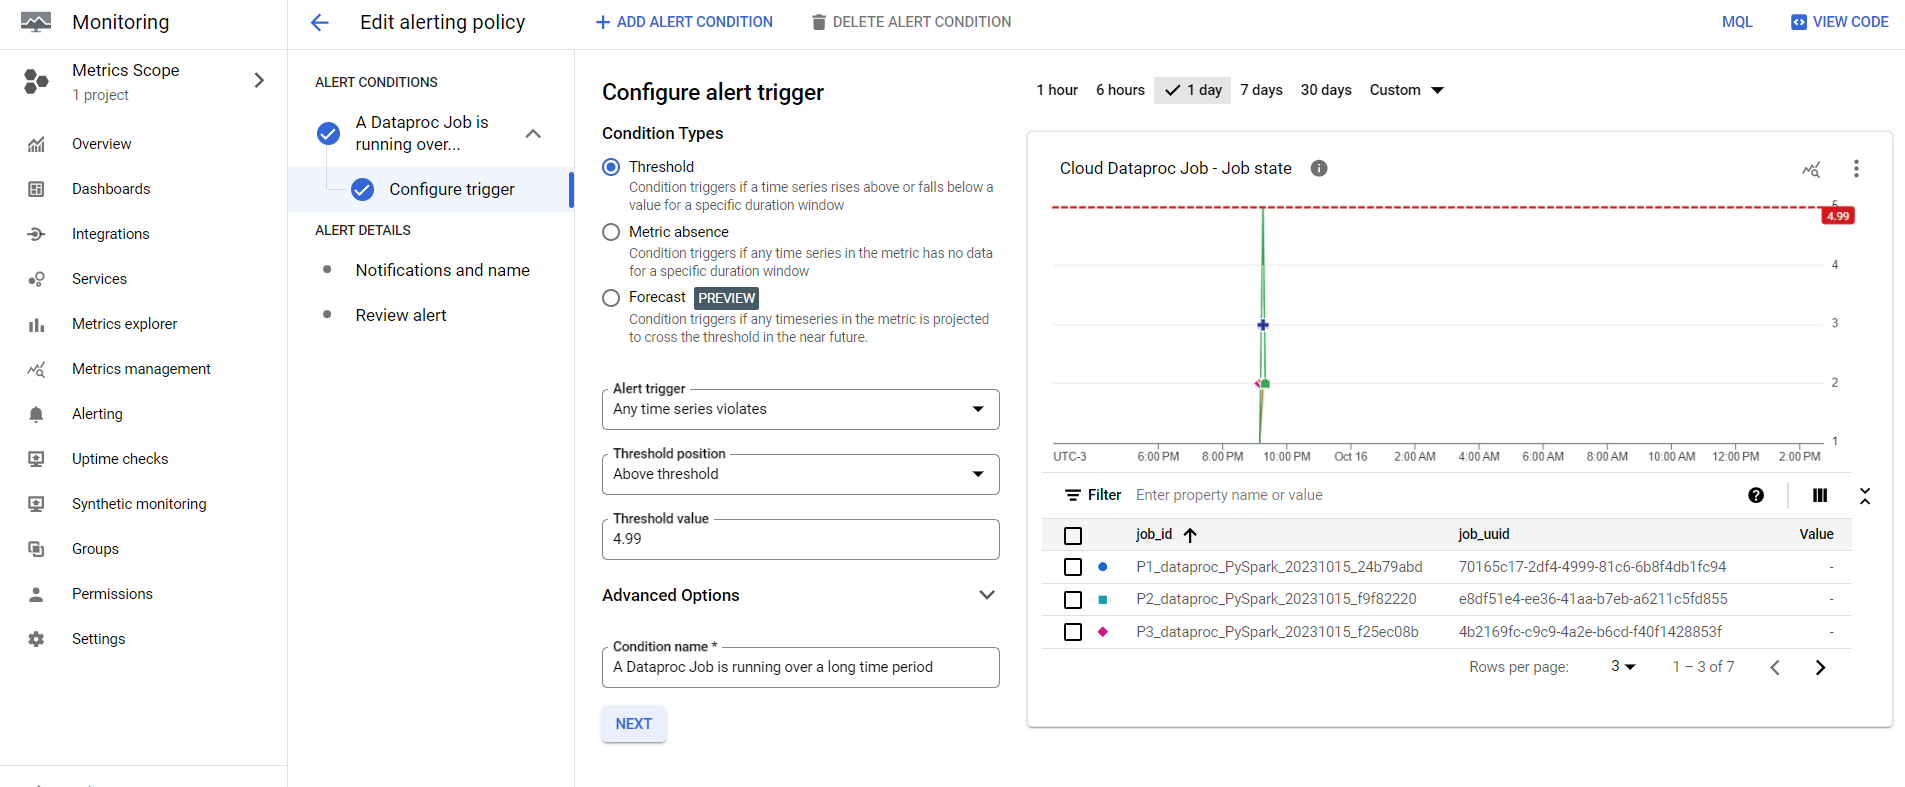 Monitoring
Edit alerting policy
ADD ALERT CONDITION
DELETE ALERT CONDITION
MQL
VIEW CODE
Metrics Scope
1 project
Overview
Dashboards
Integrations
Services
Metrics explorer
Metrics management
Alerting
Uptime checks
Synthetic monitoring
Groups
Permissions
Settings
ALERT CONDITIONS
A Dataproc Job is
running over...
Configure trigger
ALERT DETAILS
Notifications and name
Review alert
Configure alert trigger
Condition Types
Threshold
Condition triggers if a time series rises above or falls below a
value for a specific duration window
Metric absence
Condition triggers if any time series in the metric has no data
for a specific duration window
Forecast PREVIEW
Condition triggers if any timeseries in the metric is projected
to cross the threshold in the near future.
Alert trigger
Any time series violates
Threshold position
Above threshold
Threshold value
4.99
Advanced Options
Condition name *
A Dataproc Job is running over a long time period
NEXT
1 hour 6 hours 1 day 7 days 30 days Custom
Cloud Dataproc Job - Job state
5
4.99
4
3
2
1
UTC-3 6:00 PM 8:00 PM 10:00 PM Oct 16 2:00 AM 4:00 AM 6:00 AM 8:00 AM 10:00 AM 12:00 PM 2:00 PM
Filter Enter property name or value
job_id job_uuid Value
P1_dataproc_PySpark_20231015_24b79abd 70165c17-2df4-4999-81c6-6b8f4db1fc94 -
P2_dataproc_PySpark_20231015_f9f82220 e8df51e4-ee36-41aa-b7eb-a6211c5fd855 -
P3_dataproc_PySpark_20231015_f25ec08b 4b2169fc-c9c9-4a2e-b6cd-f40f1428853f -
Rows per page: 3 1 – 3 of 7